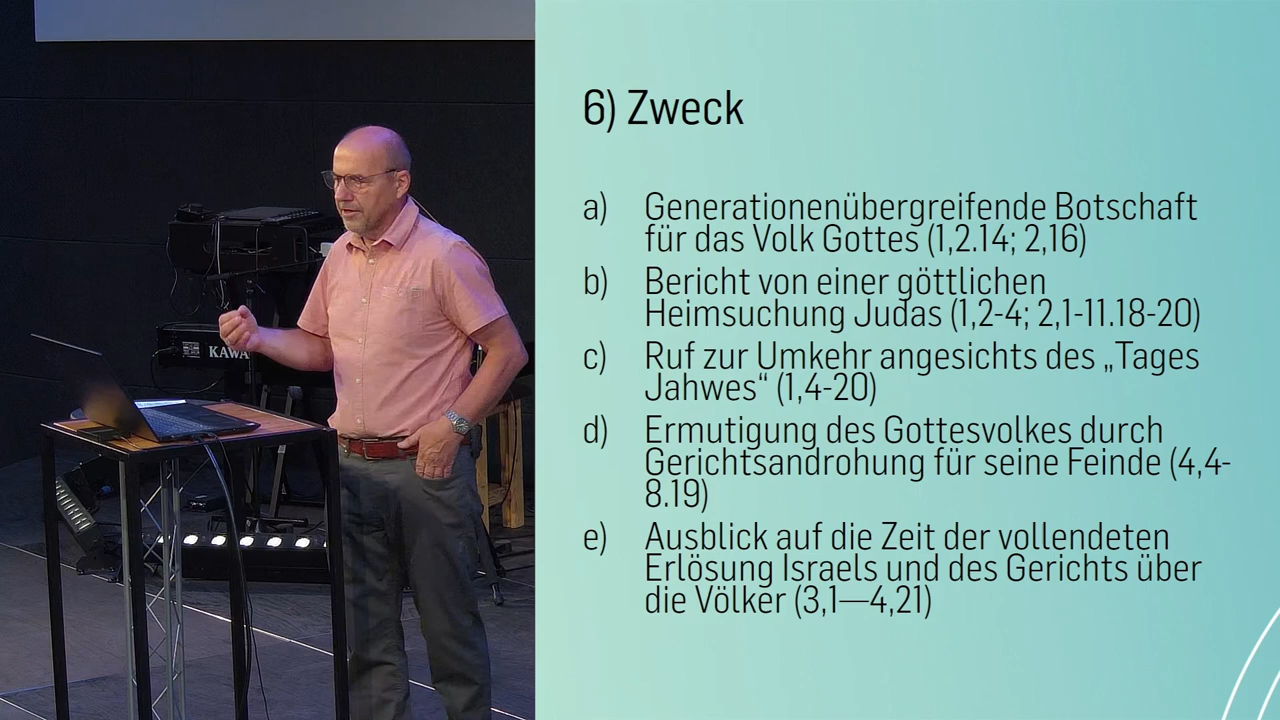 6) Zweck
a) Generationenübergreifende Botschaft
für das Volk Gottes (1,2.14; 2,16)
b) Bericht von einer göttlichen
Heimsuchung Judas (1,2-4; 2,1-11.18-20)
c) Ruf zur Umkehr angesichts des „Tages
Jahwes“ (1,4-20)
d) Ermutigung des Gottesvolkes durch
Gerichtsandrohung für seine Feinde (4,4-
8.19)
e) Ausblick auf die Zeit der vollendeten
Erlösung Israels und des Gerichts über
die Völker (3,1—4,21)
KAWA